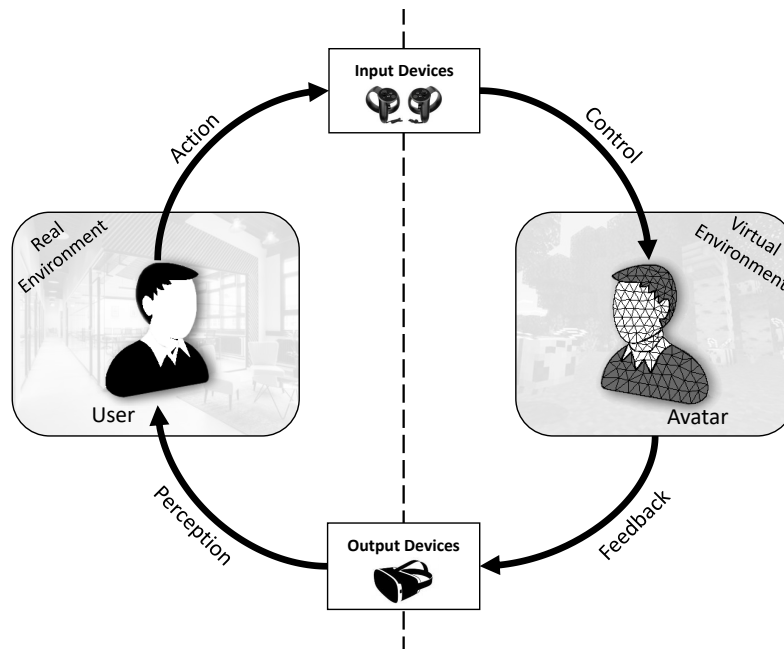 Input Devices
Action
Control
Real
Environment
Virtual
Environment
User
Avatar
Perception
Feedback
Output Devices